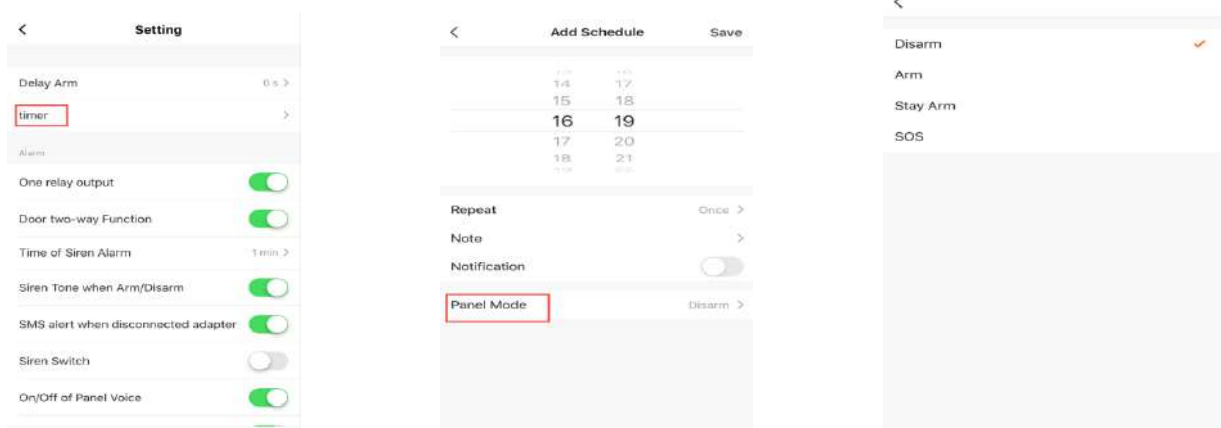 Setting
Delay Arm 0 s
timer
Alarm
One relay output
Door two-way Function
Time of Siren Alarm 1 min
Siren Tone when Arm/Disarm
SMS alert when disconnected adapter
Siren Switch
On/Off of Panel Voice
Add Schedule Save
14 17
15 18
16 19
17 20
18 21
Repeat Once
Note
Notification
Panel Mode Disarm
Disarm
Arm
Stay Arm
SOS